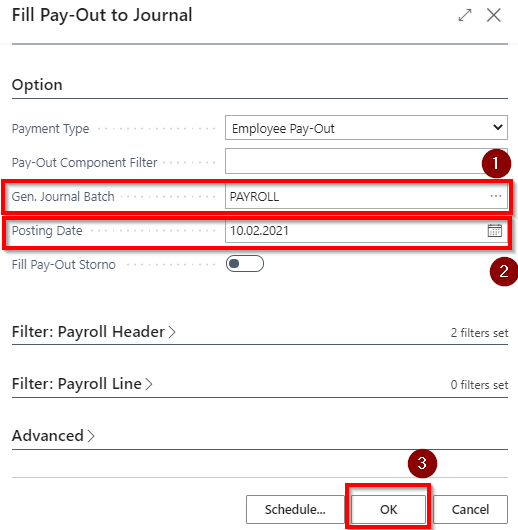 Fill Pay-Out to Journal
Option
Payment Type Employee Pay-Out
Pay-Out Component Filter
1
Gen. Journal Batch PAYROLL ...
Posting Date 10.02.2021
Fill Pay-Out Storno
2
Filter: Payroll Header 2 filters set
Filter: Payroll Line 0 filters set
Advanced
3
Schedule... OK Cancel